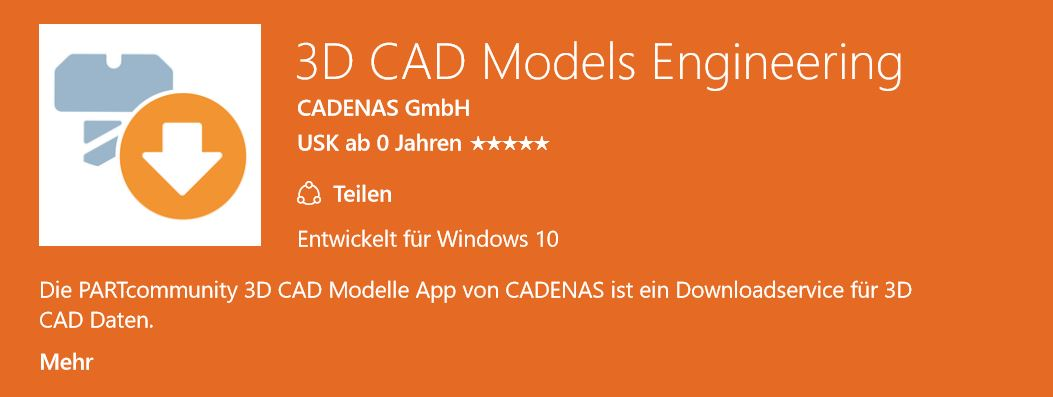 3D CAD Models Engineering
CADENAS GmbH
USK ab 0 Jahren ★★★★★
Teilen
Entwickelt für Windows 10
Die PARTcommunity 3D CAD Modelle App von CADENAS ist ein Downloadservice für 3D
CAD Daten.
Mehr